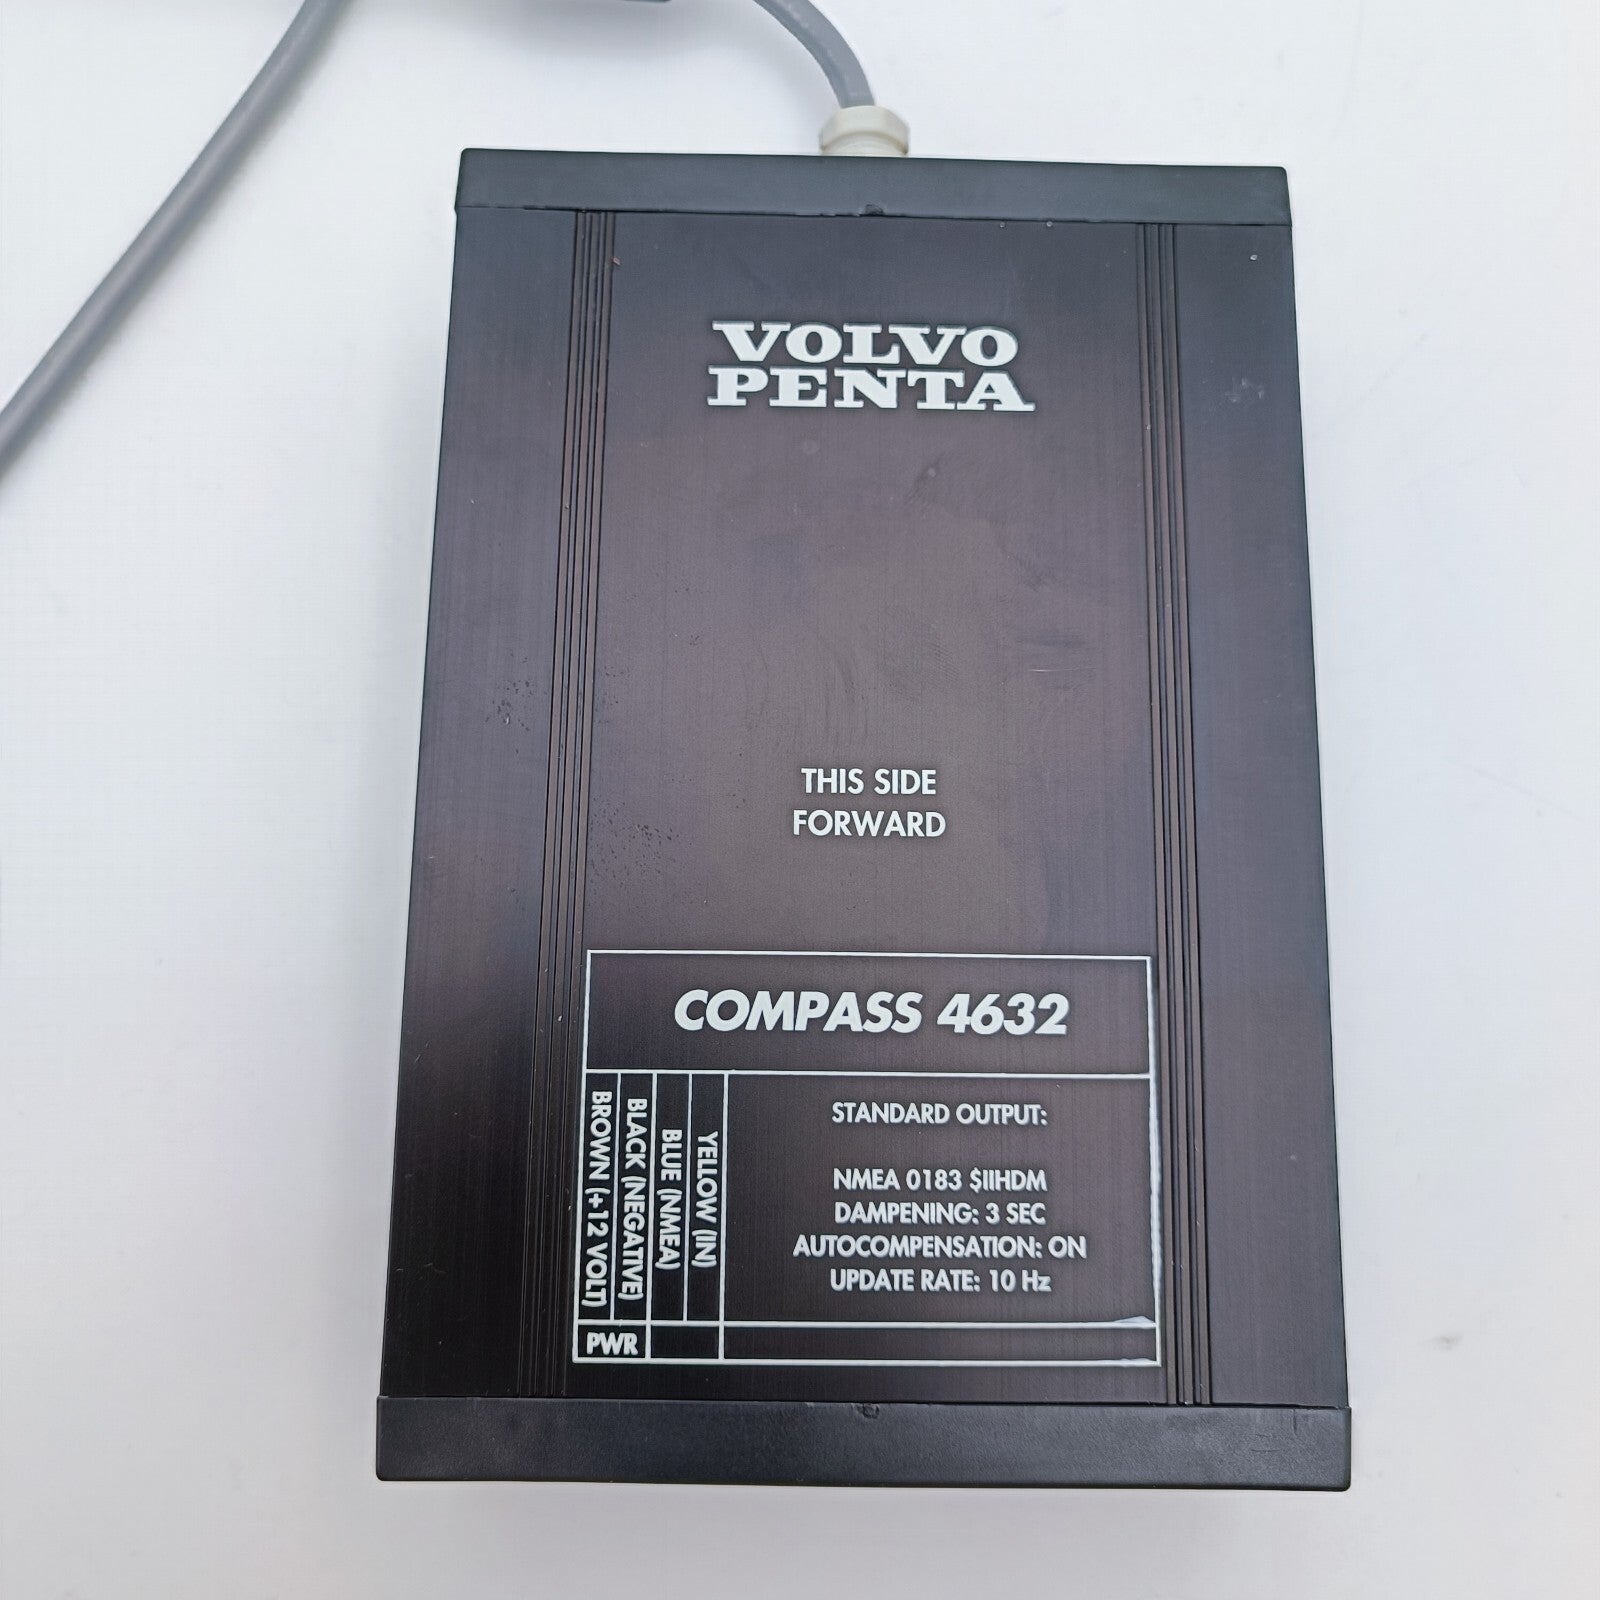 VOLVO
PENTA
THIS SIDE
FORWARD
COMPASS 4632
YELLOW (IN)
BLUE (NMEA)
BLACK (NEGATIVE)
BROWN (+12 VOLT)
PWR
STANDARD OUTPUT:
NMEA 0183 $IIHDM
DAMPENING: 3 SEC
AUTOCOMPENSATION: ON
UPDATE RATE: 10 Hz